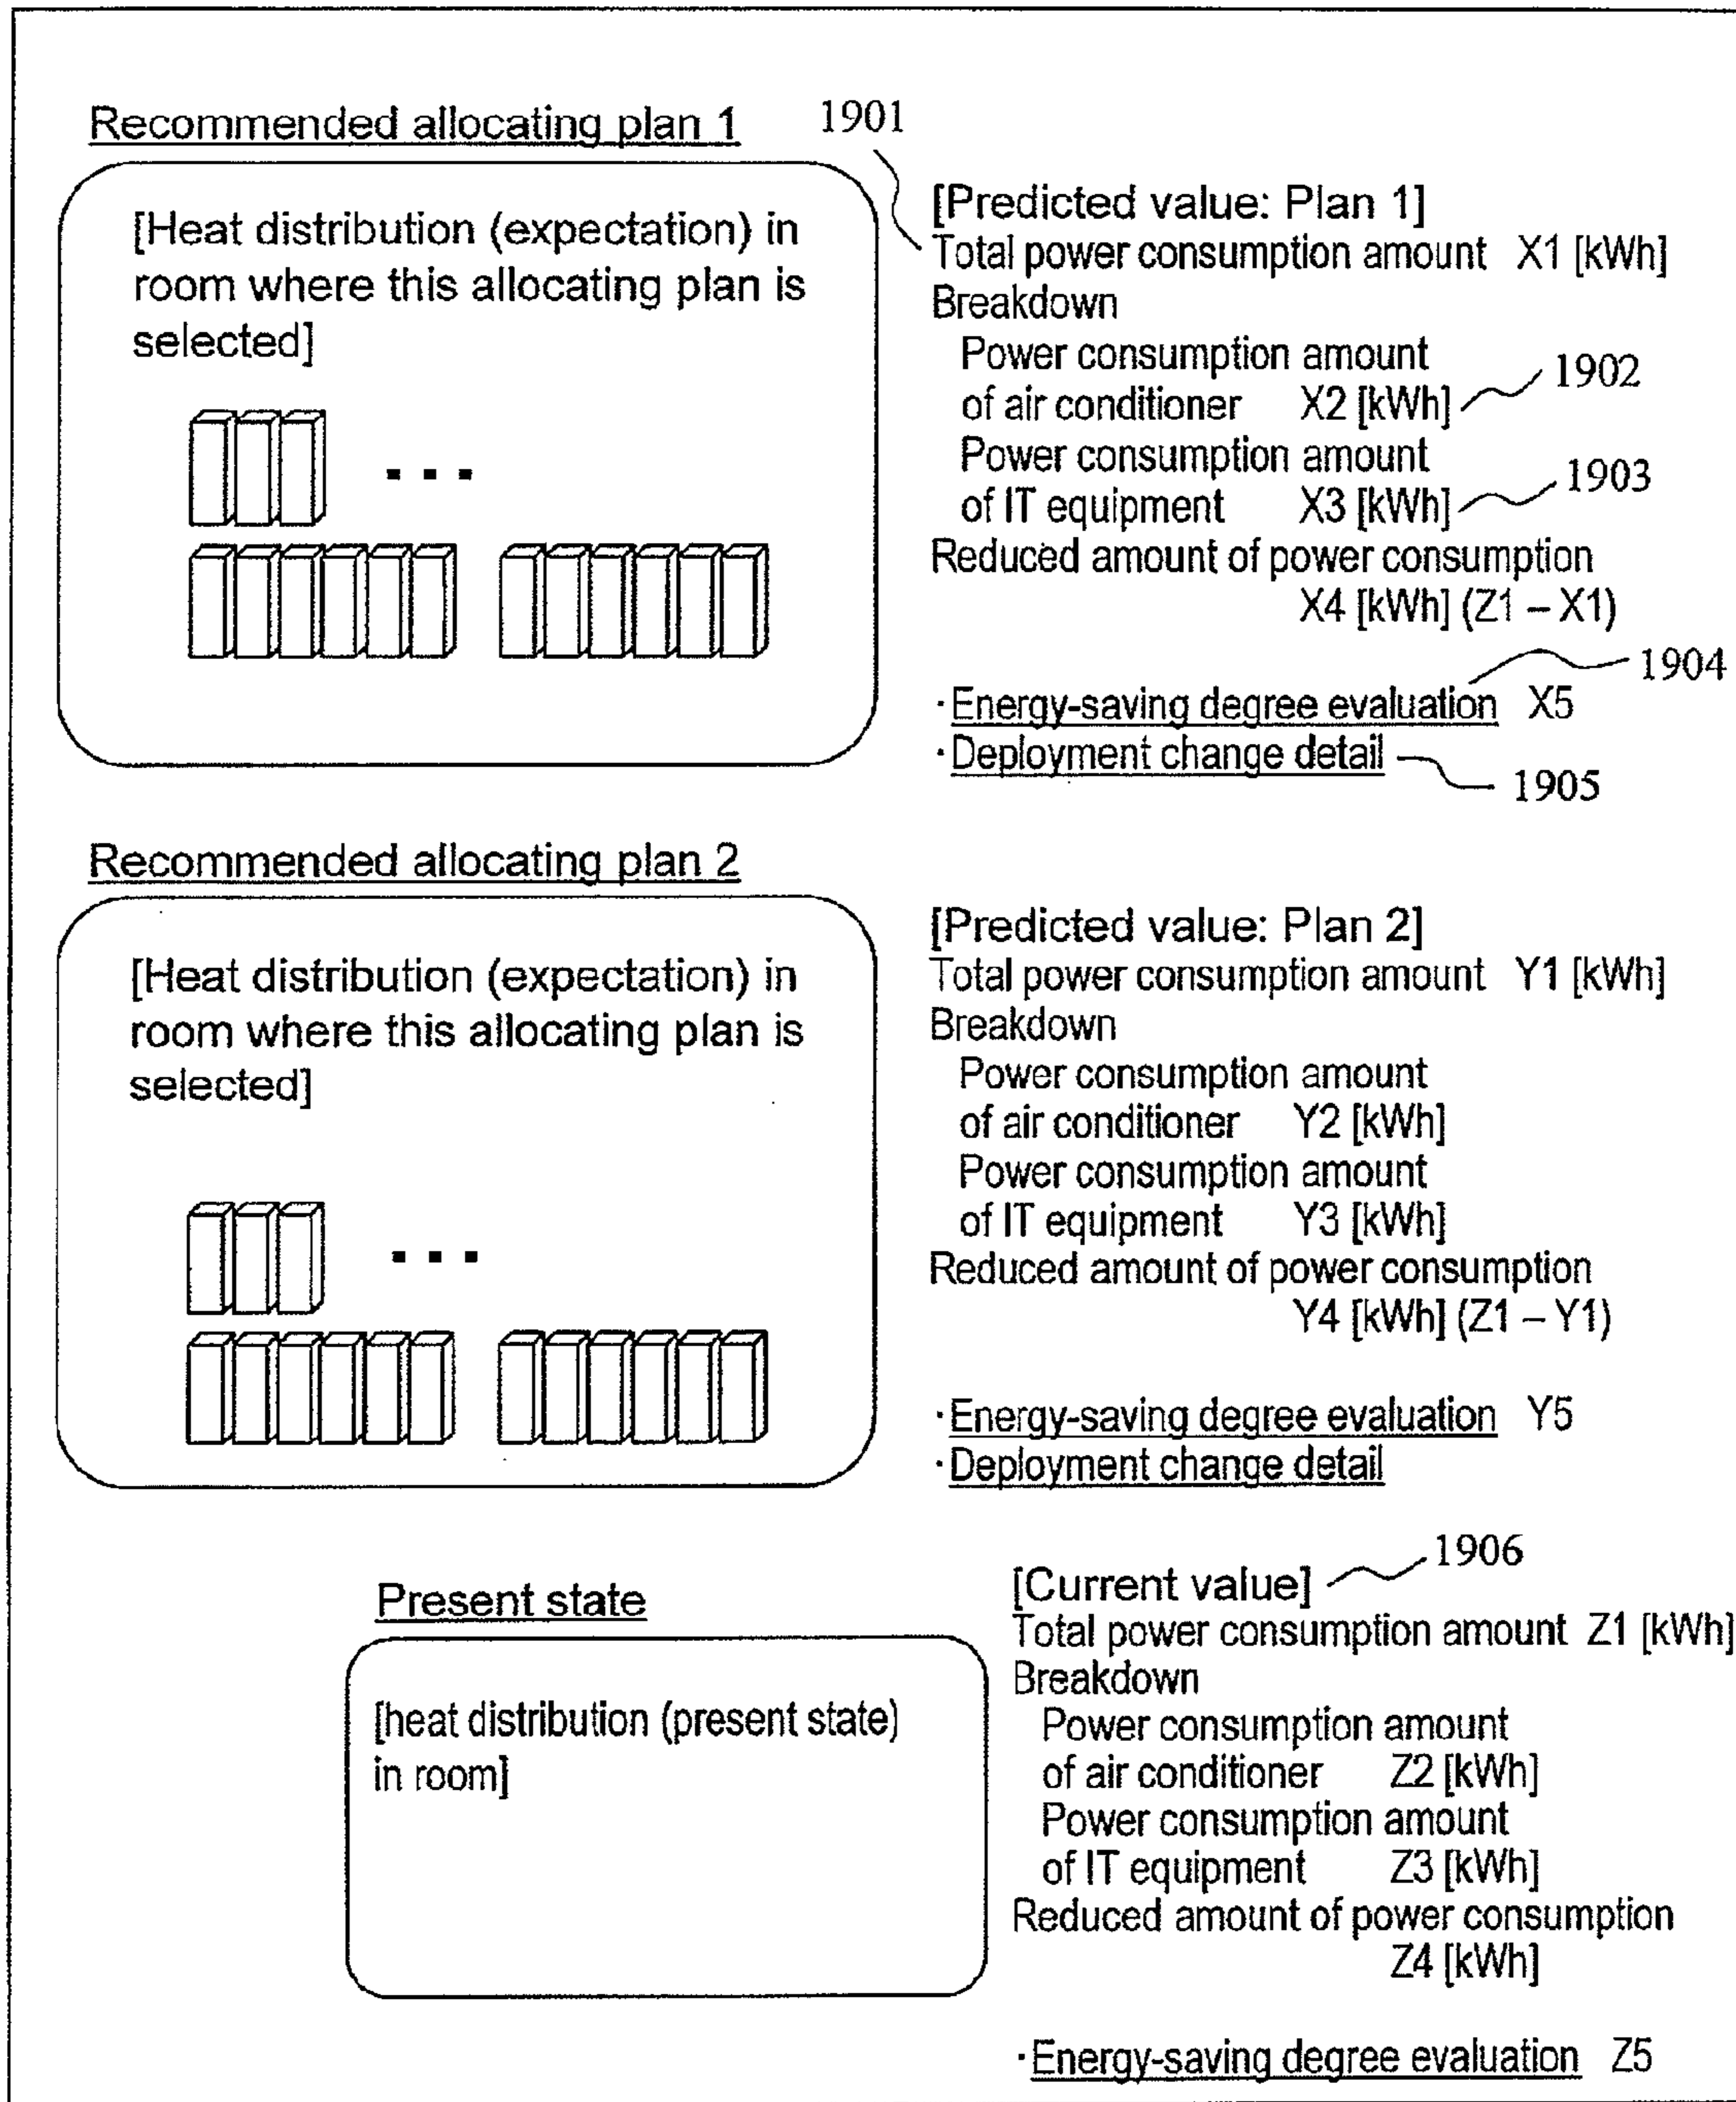 Recommended allocating plan 1
1901
[Heat distribution (expectation) in
room where this allocating plan is
selected]
. . .
[Predicted value: Plan 1]
Total power consumption amount X1 [kWh]
Breakdown
Power consumption amount
of air conditioner X2 [kWh]
1902
Power consumption amount
of IT equipment X3 [kWh]
1903
Reduced amount of power consumption
X4 [kWh] (Z1 – X1)
1904
·Energy-saving degree evaluation X5
·Deployment change detail
1905
Recommended allocating plan 2
[Heat distribution (expectation) in
room where this allocating plan is
selected]
. . .
[Predicted value: Plan 2]
Total power consumption amount Y1 [kWh]
Breakdown
Power consumption amount
of air conditioner Y2 [kWh]
Power consumption amount
of IT equipment Y3 [kWh]
Reduced amount of power consumption
Y4 [kWh] (Z1 – Y1)
·Energy-saving degree evaluation Y5
·Deployment change detail
Present state
[heat distribution (present state)
in room]
1906
[Current value]
Total power consumption amount Z1 [kWh]
Breakdown
Power consumption amount
of air conditioner Z2 [kWh]
Power consumption amount
of IT equipment Z3 [kWh]
Reduced amount of power consumption
Z4 [kWh]
·Energy-saving degree evaluation Z5